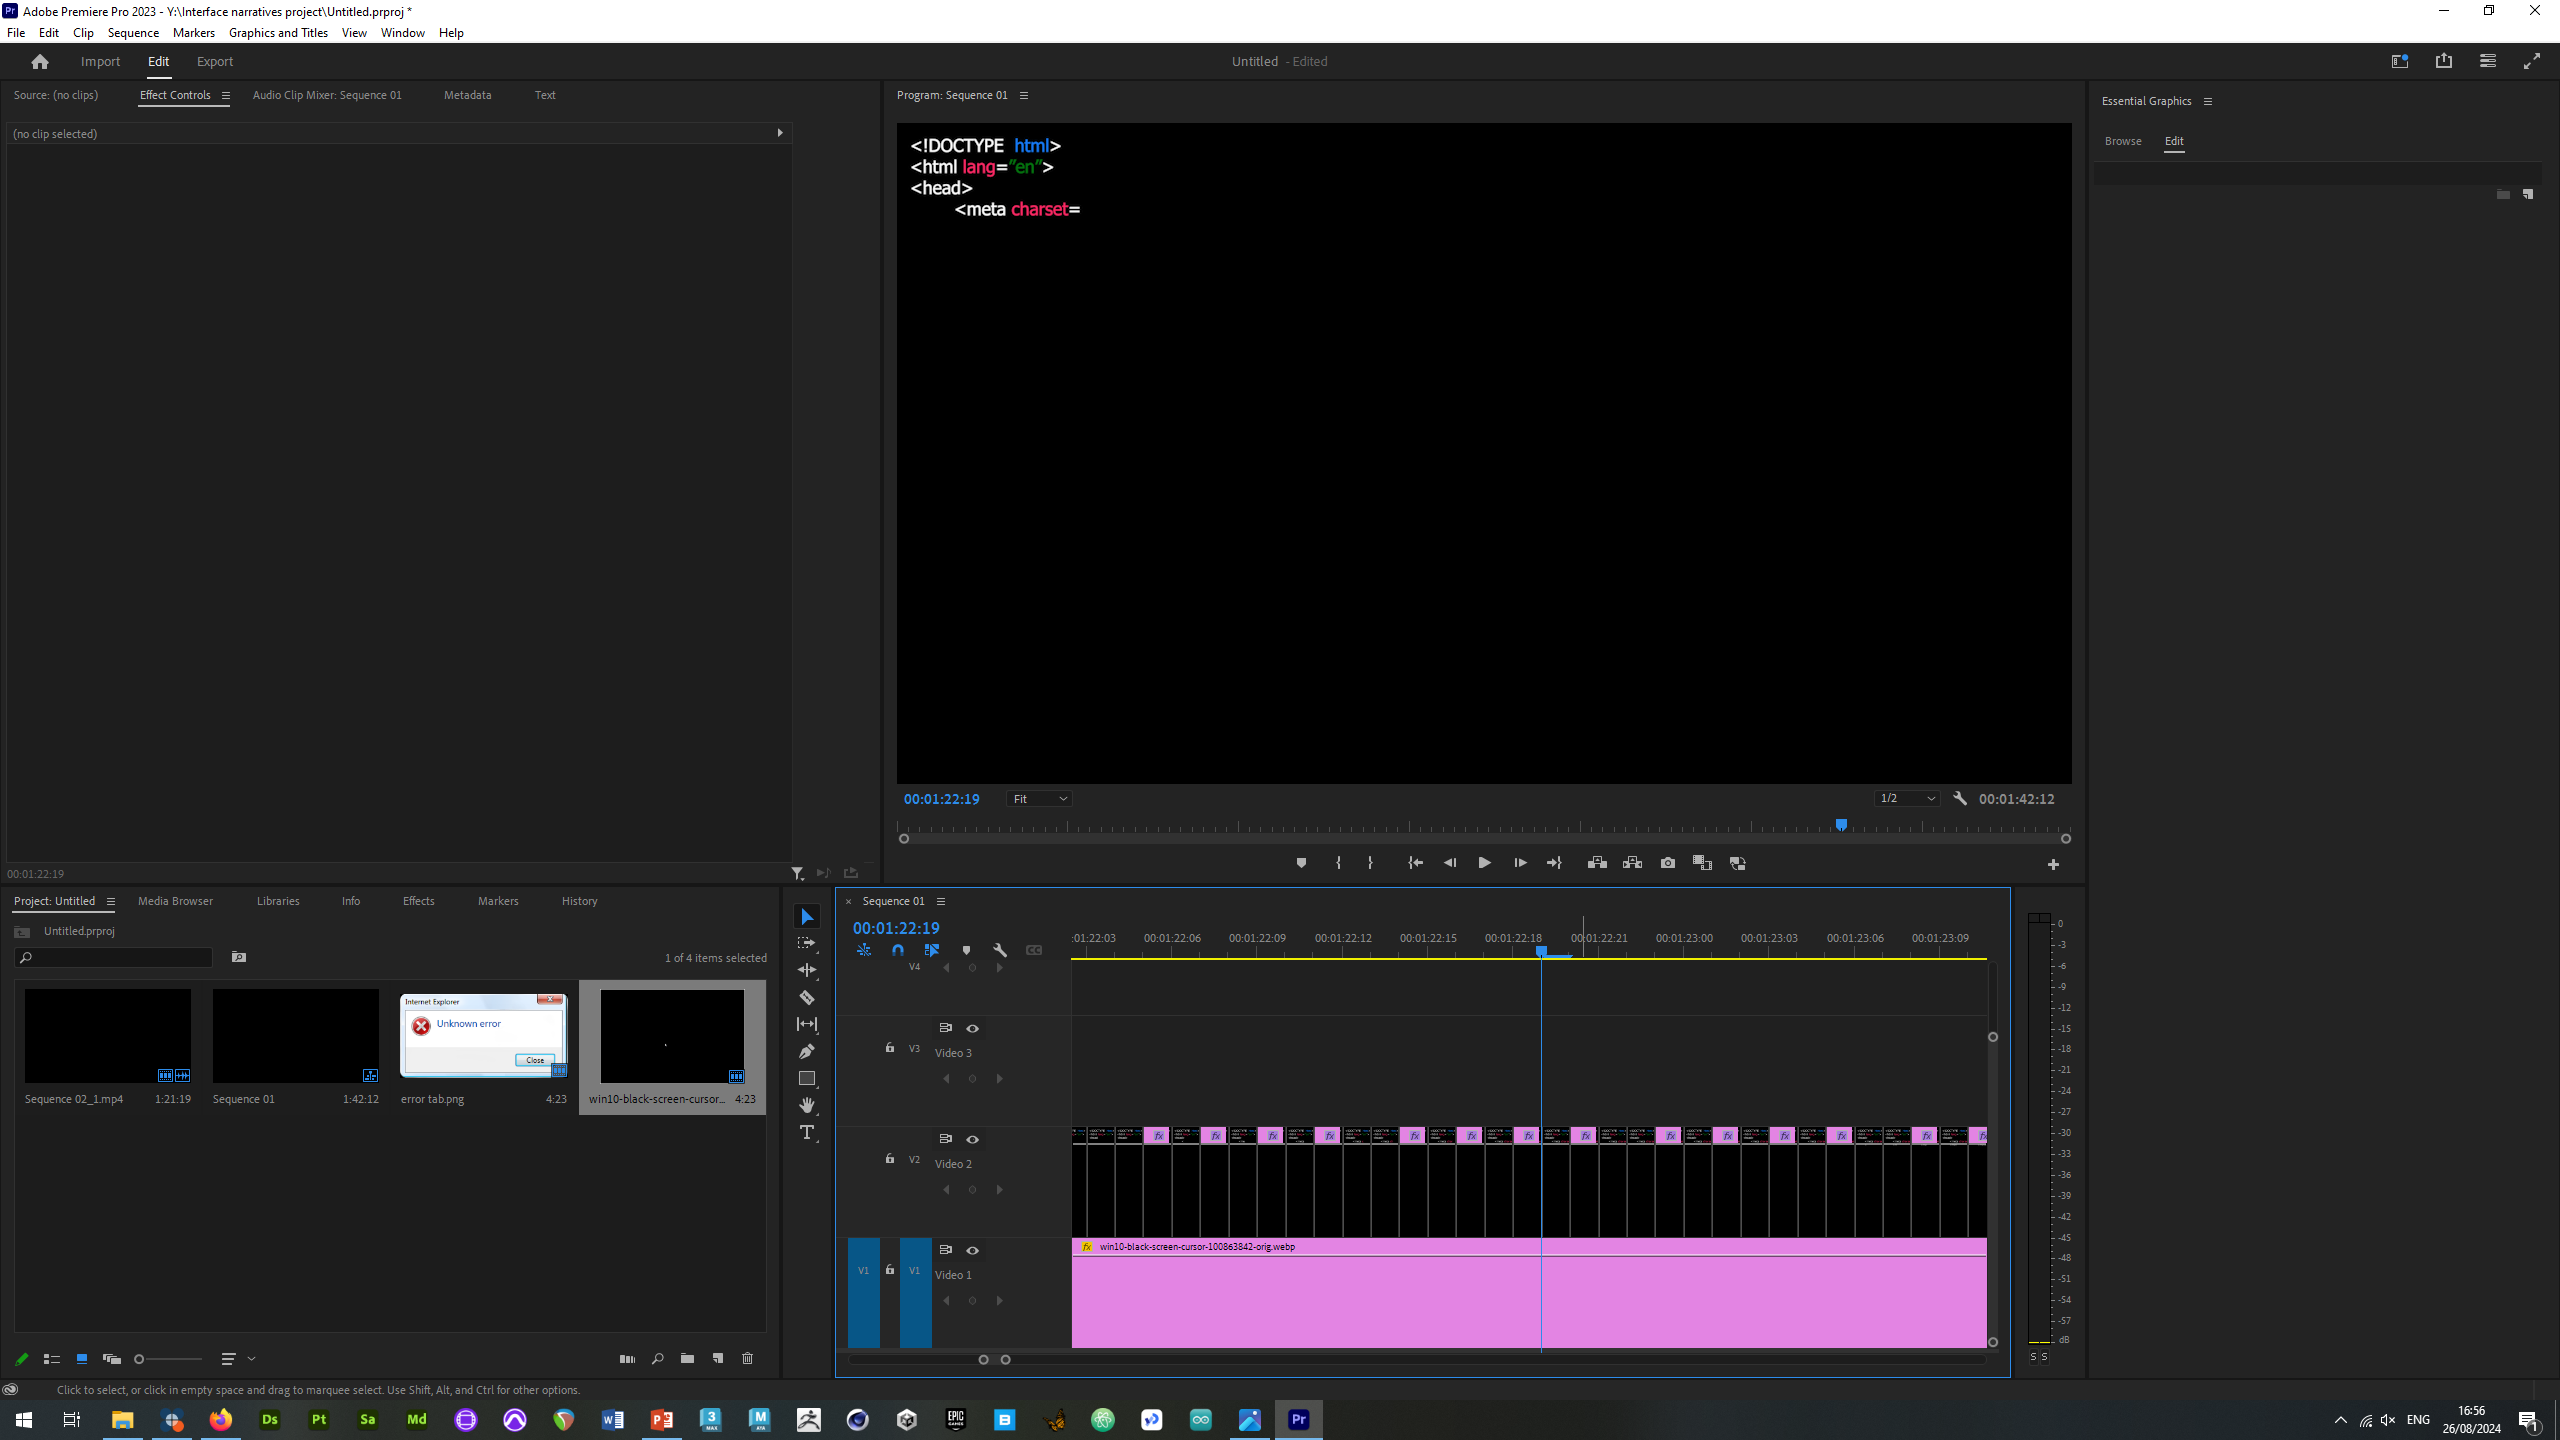 Adobe Premiere Pro 2023 - Y:\Interface narratives project\Untitled.prproj *
File Edit Clip Sequence Markers Graphics and Titles View Window Help
Import Edit Export
Untitled - Edited
Source: (no clips) Effect Controls Audio Clip Mixer: Sequence 01 Metadata Text
(no clip selected)
00:01:22:19
Program: Sequence 01
<!DOCTYPE html>
<html lang="en">
<head>
<meta charset=
00:01:22:19 Fit 1/2 00:01:42:12
Essential Graphics
Browse Edit
Project: Untitled Media Browser Libraries Info Effects Markers History
Untitled.prproj
1 of 4 items selected
Internet Explorer
Unknown error
Close
Sequence 02_1.mp4 1:21:19
Sequence 01 1:42:12
error tab.png 4:23
win10-black-screen-cursor... 4:23
Sequence 01
00:01:22:19
:01:22:03 00:01:22:06 00:01:22:09 00:01:22:12 00:01:22:15 00:01:22:18 00:01:22:21 00:01:23:00 00:01:23:03 00:01:23:06 00:01:23:09
V4
V3 Video 3
V2 Video 2
V1 V1 Video 1
fx win10-black-screen-cursor-100863842-orig.webp
0
-3
-6
-9
-12
-15
-18
-21
-24
-27
-30
-33
-36
-39
-42
-45
-48
-51
-54
-57
dB
S S
Click to select, or click in empty space and drag to marquee select. Use Shift, Alt, and Ctrl for other options.
Ds Pt Sa Md Pr
ENG
16:56
26/08/2024